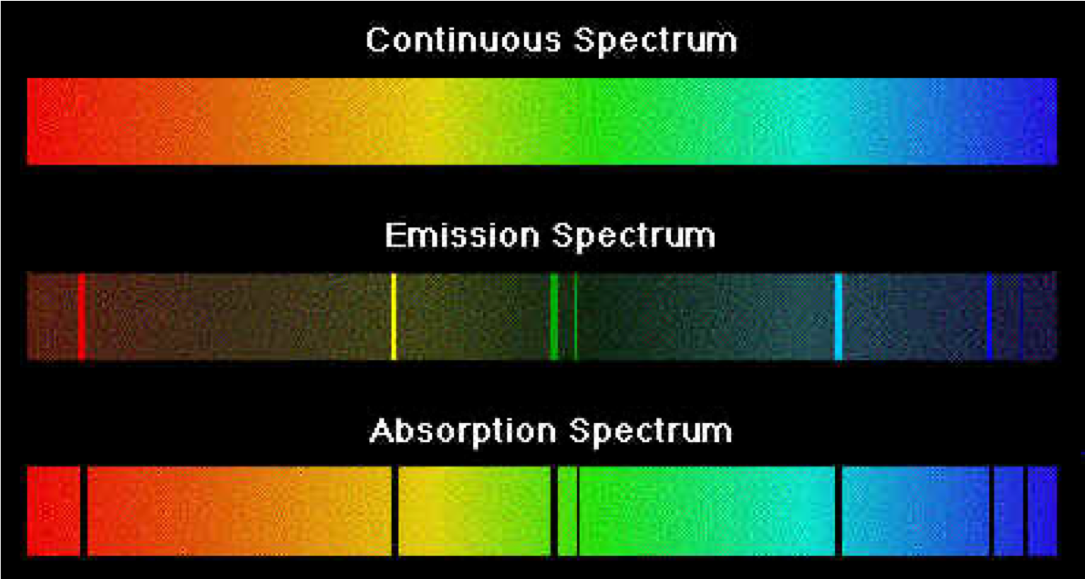 Continuous Spectrum
Emission Spectrum
Absorption Spectrum